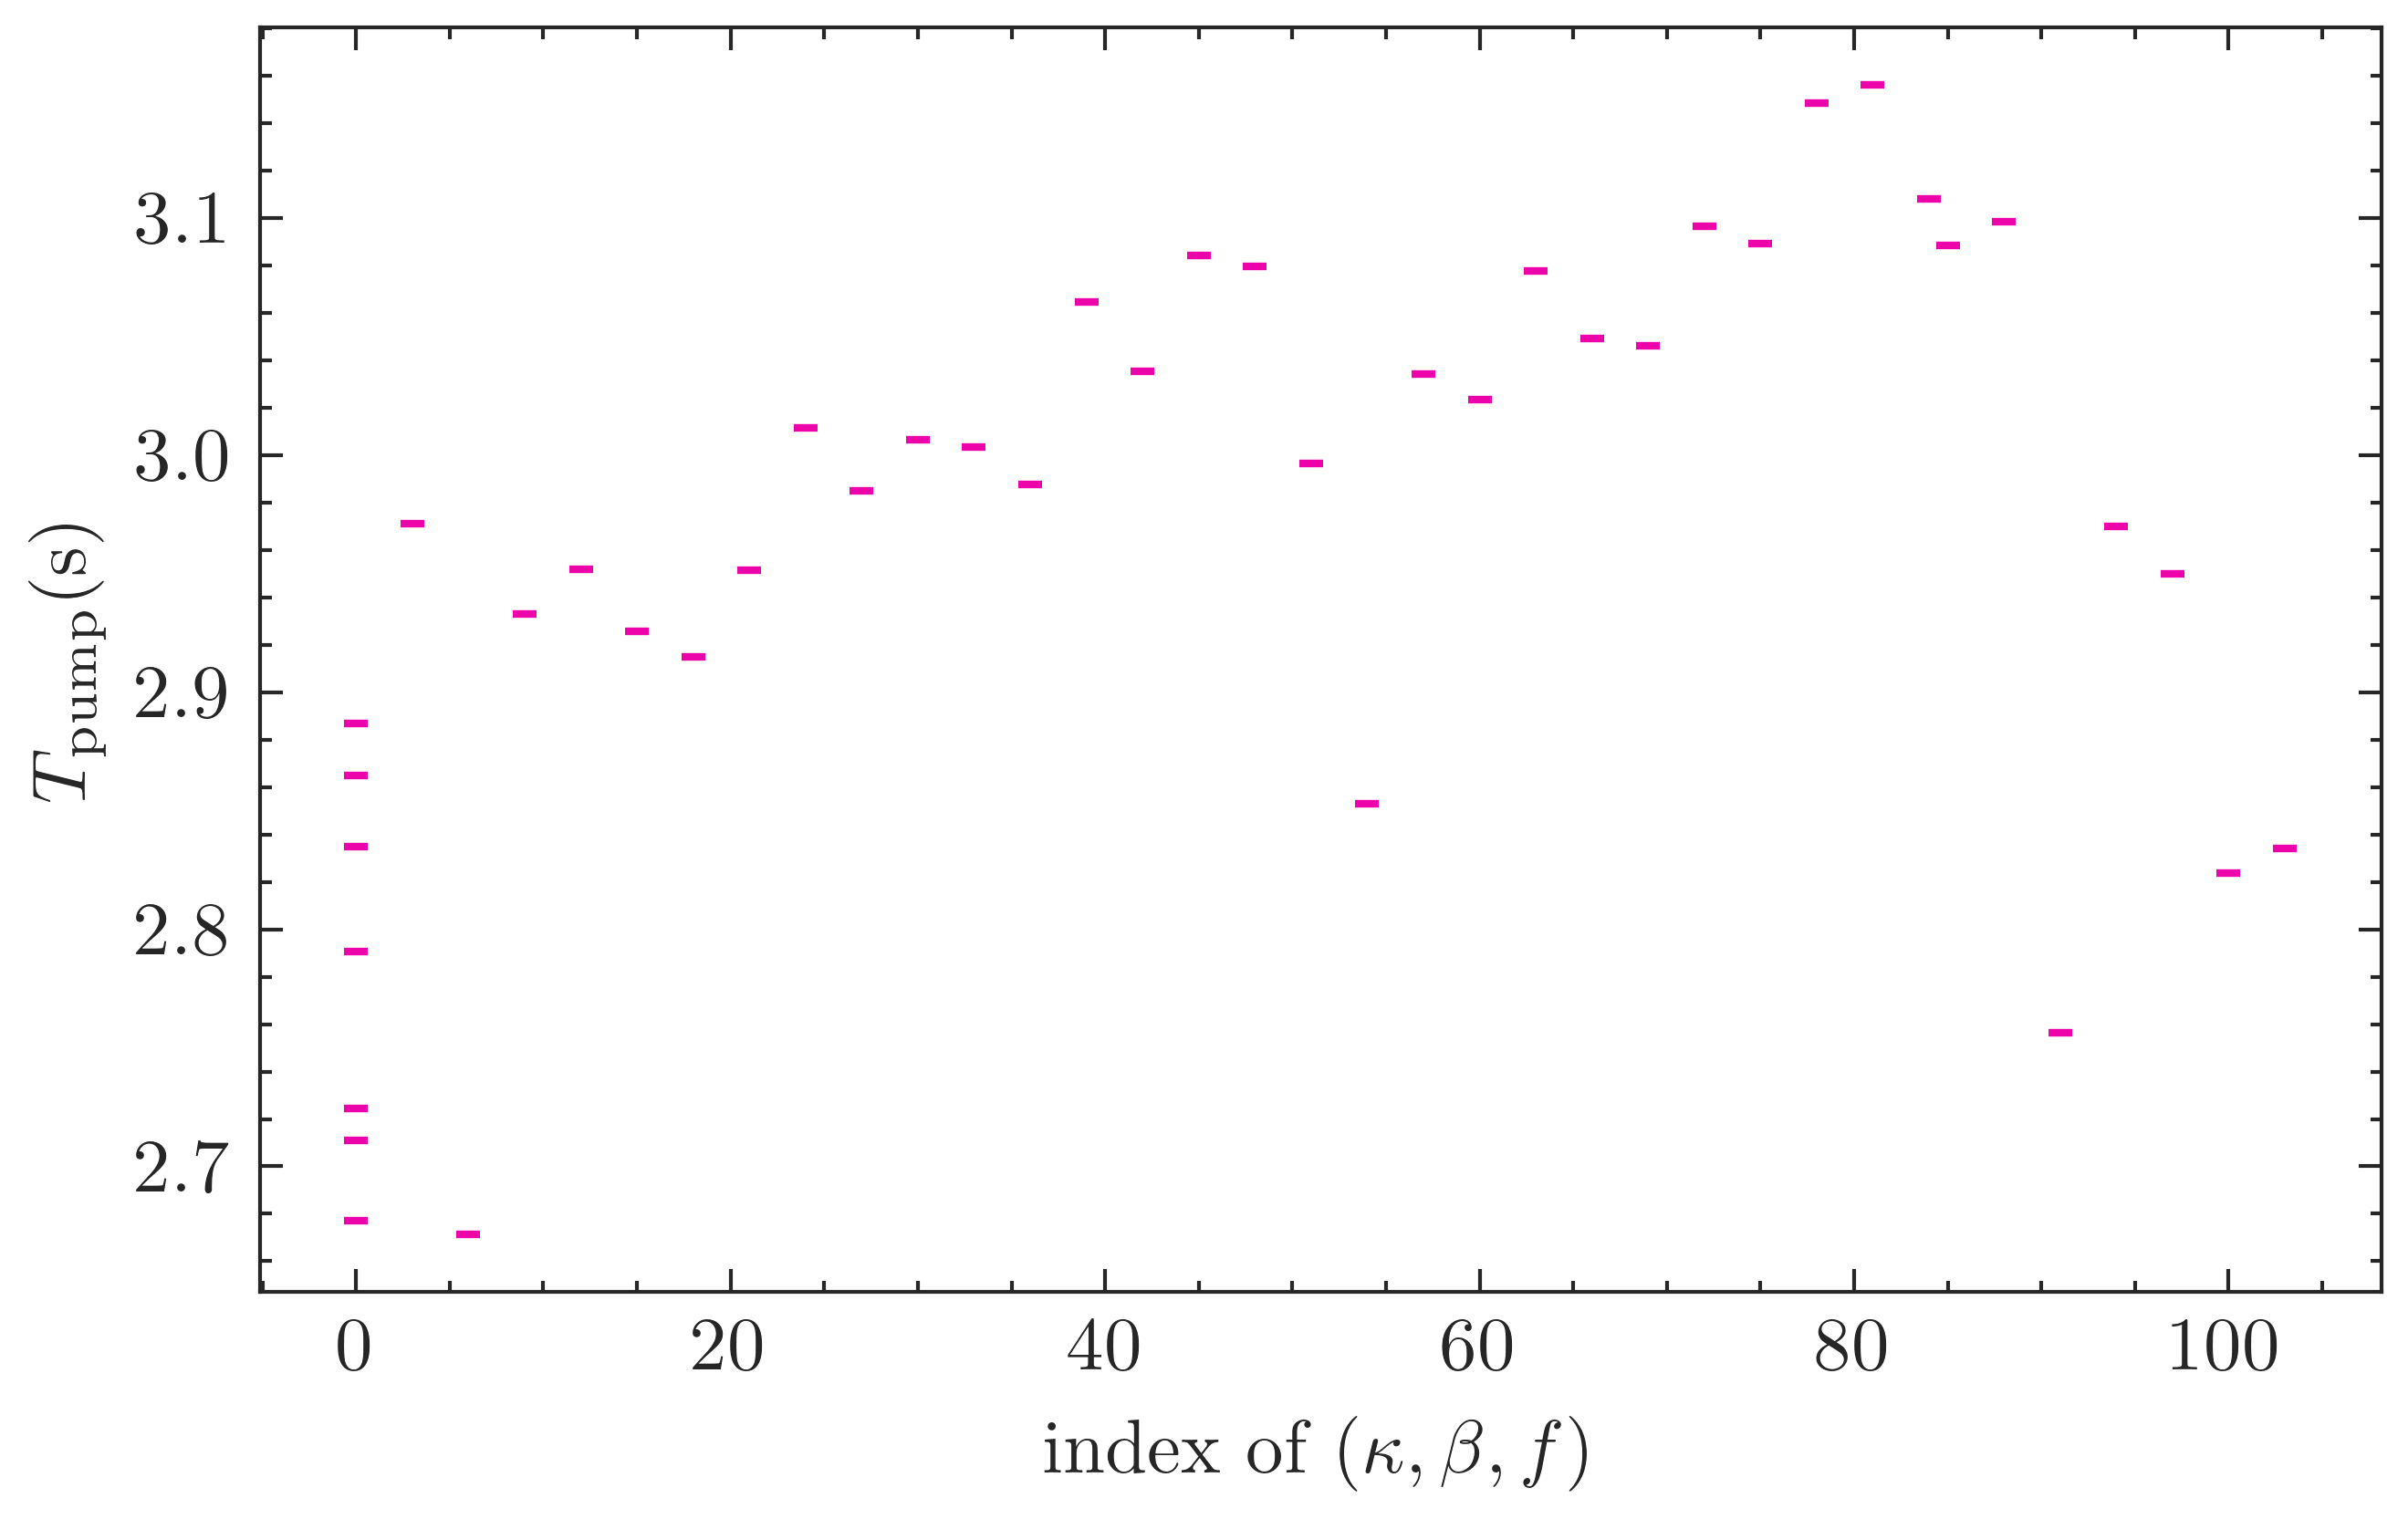 3.1
3.0
2.9
2.8
2.7
T_pump(s)
0 20 40 60 80 100
index of (κ, β, f)